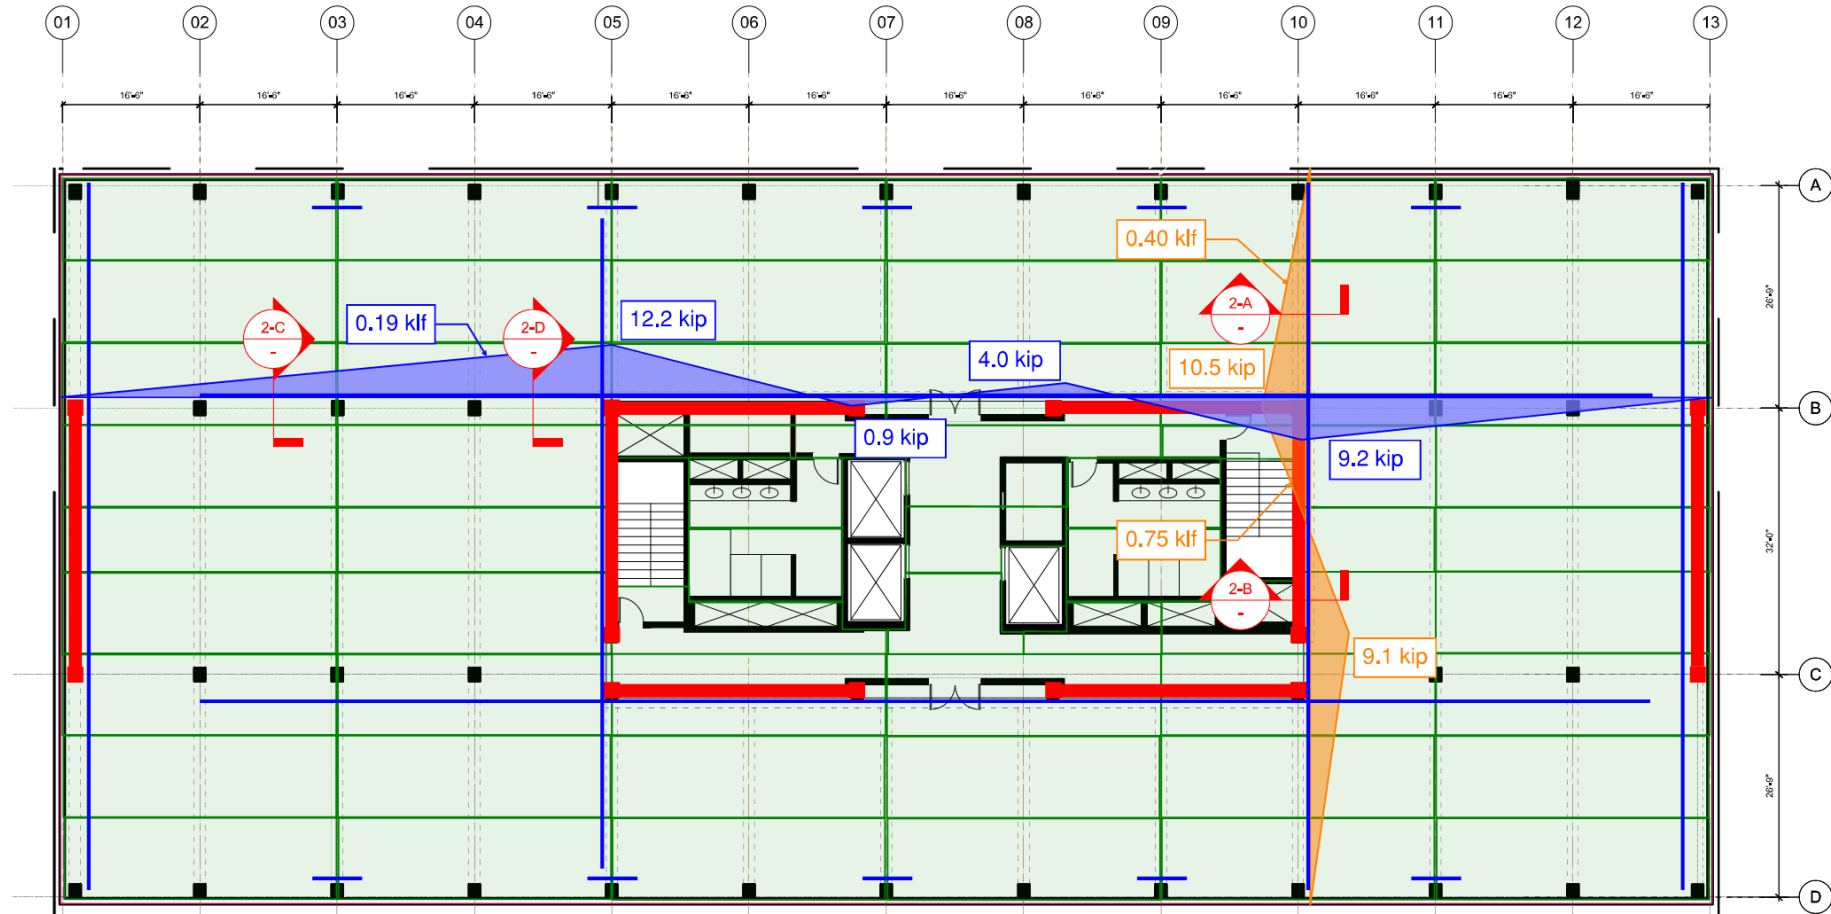 01 02 03 04 05 06 07 08 09 10 11 12 13
16'-6" 16'-6" 16'-6" 16'-6" 16'-6" 16'-6" 16'-6" 16'-6" 16'-6" 16'-6" 16'-6" 16'-6"
A
0.40 klf
26'-9"
2-A
-
0.19 klf
12.2 kip
2-C
-
2-D
-
4.0 kip
10.5 kip
B
0.9 kip
9.2 kip
0.75 klf
32'-0"
2-B
-
9.1 kip
C
26'-9"
D